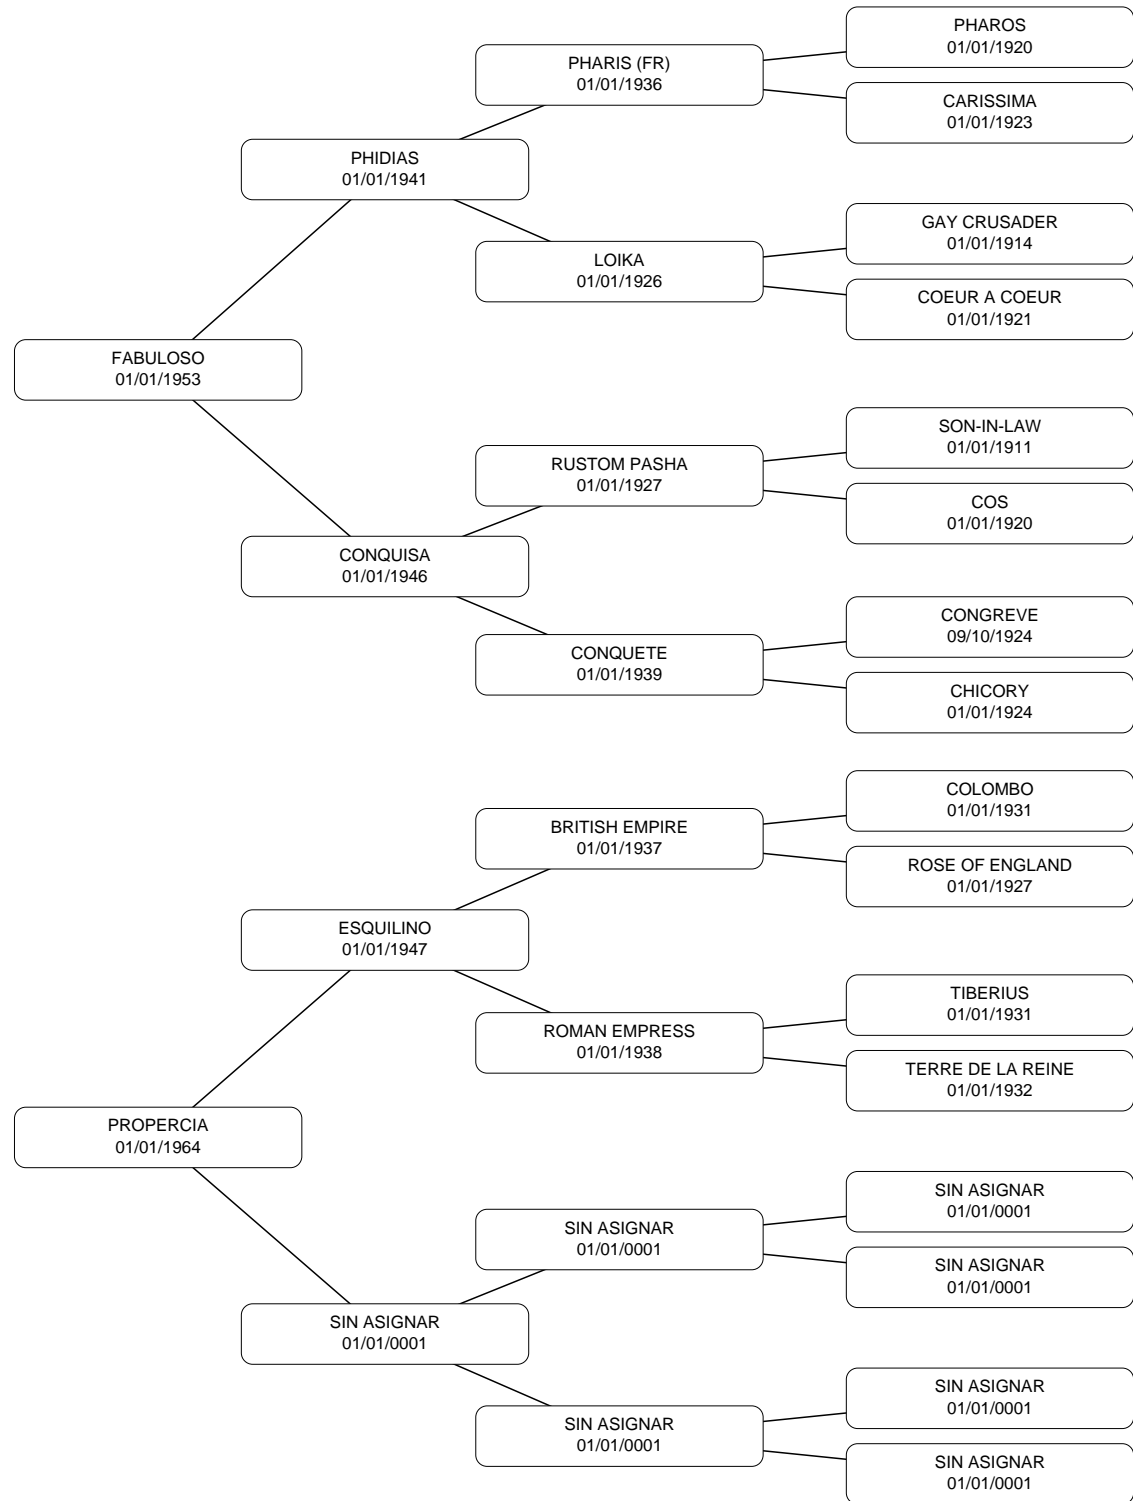 PHAROS
01/01/1920
PHARIS (FR)
01/01/1936
CARISSIMA
01/01/1923
PHIDIAS
01/01/1941
GAY CRUSADER
01/01/1914
LOIKA
01/01/1926
COEUR A COEUR
01/01/1921
FABULOSO
01/01/1953
SON-IN-LAW
01/01/1911
RUSTOM PASHA
01/01/1927
COS
01/01/1920
CONQUISA
01/01/1946
CONGREVE
09/10/1924
CONQUETE
01/01/1939
CHICORY
01/01/1924
COLOMBO
01/01/1931
BRITISH EMPIRE
01/01/1937
ROSE OF ENGLAND
01/01/1927
ESQUILINO
01/01/1947
TIBERIUS
01/01/1931
ROMAN EMPRESS
01/01/1938
TERRE DE LA REINE
01/01/1932
PROPERCIA
01/01/1964
SIN ASIGNAR
01/01/0001
SIN ASIGNAR
01/01/0001
SIN ASIGNAR
01/01/0001
SIN ASIGNAR
01/01/0001
SIN ASIGNAR
01/01/0001
SIN ASIGNAR
01/01/0001
SIN ASIGNAR
01/01/0001